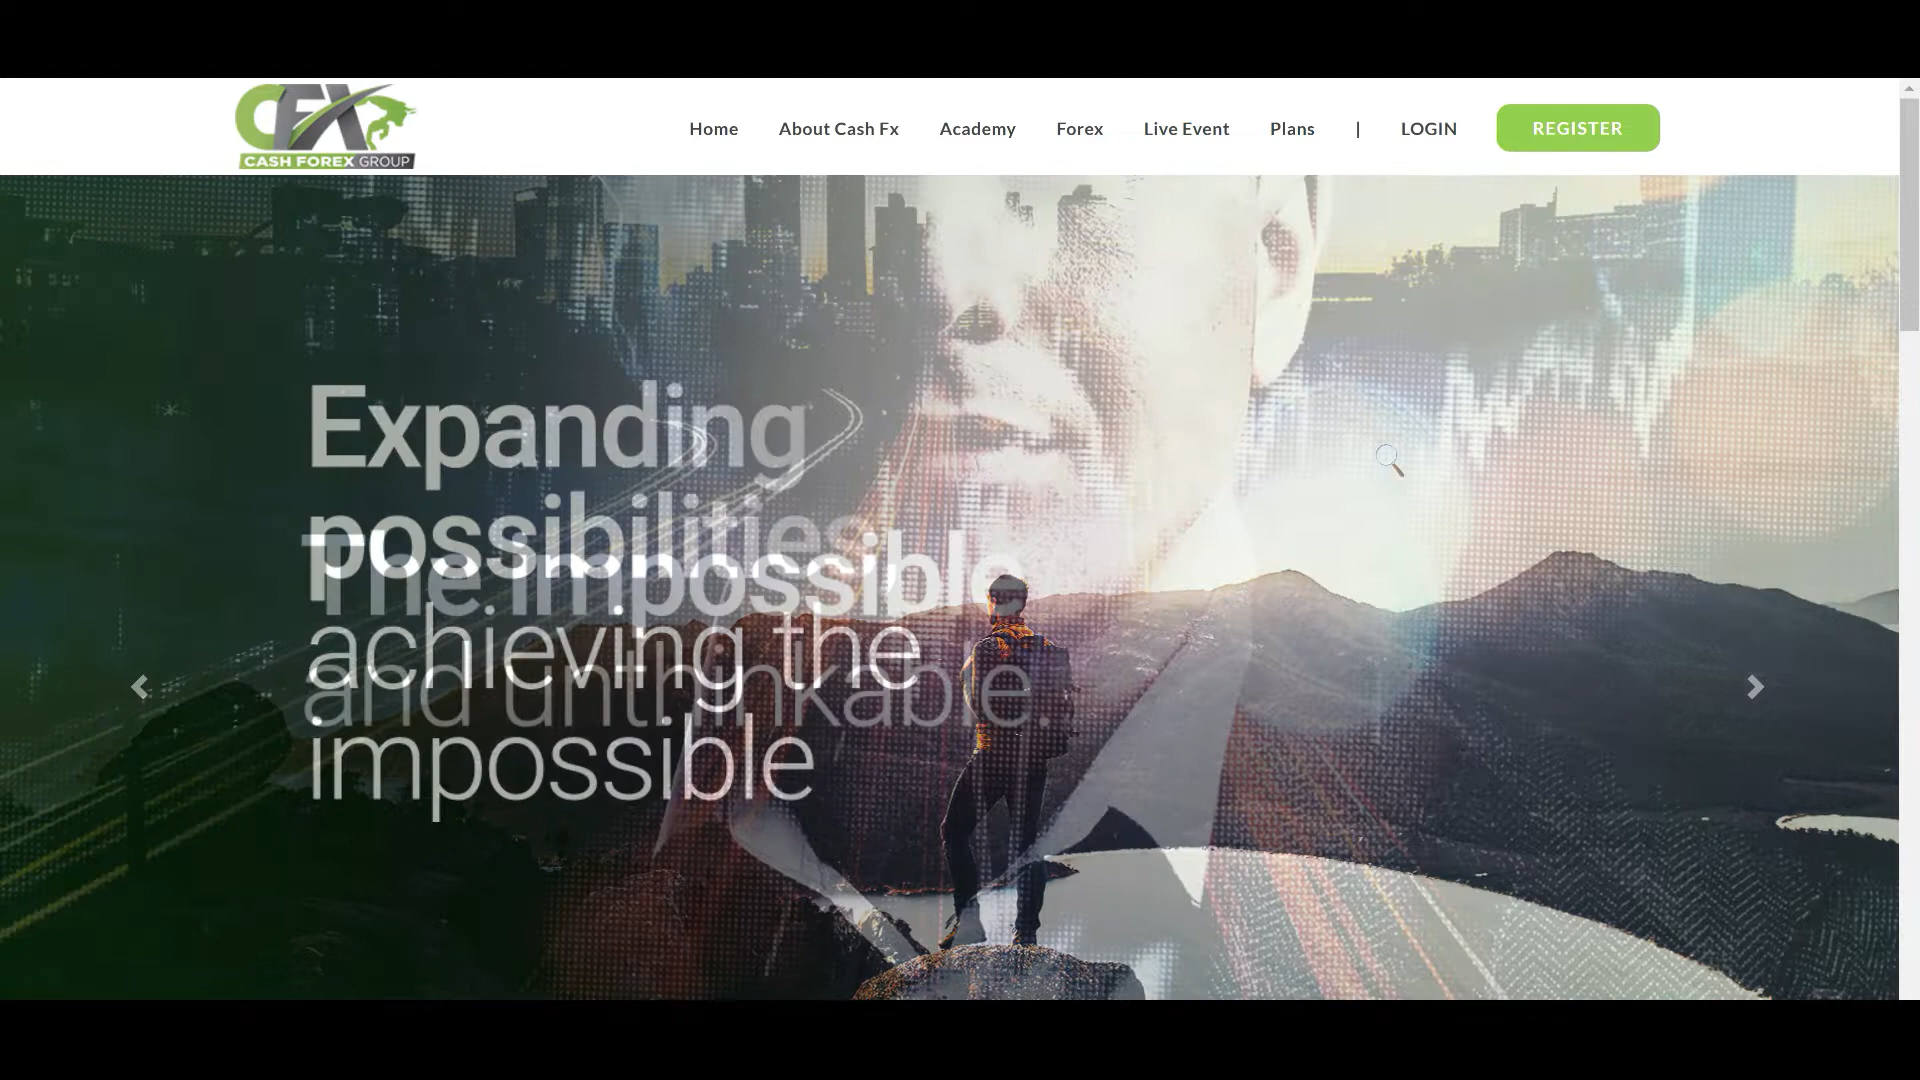 CFX
CASH FOREX GROUP
Home
About Cash Fx
Academy
Forex
Live Event
Plans
|
LOGIN
REGISTER
Expanding
possibilities
achieving the
impossible
The Impossible
and unthinkable.